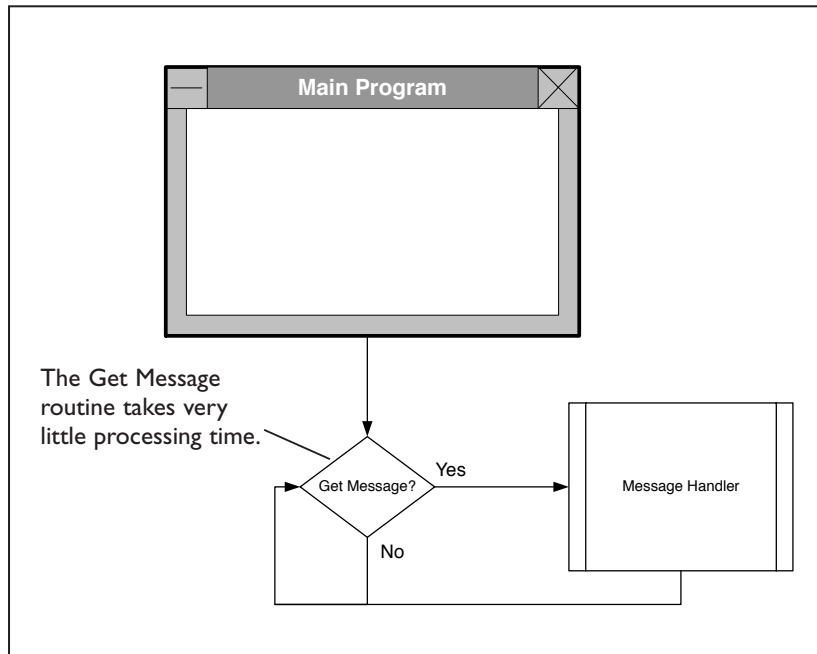 Main Program
The Get Message
routine takes very
little processing time.
Get Message?
Yes
Message Handler
No